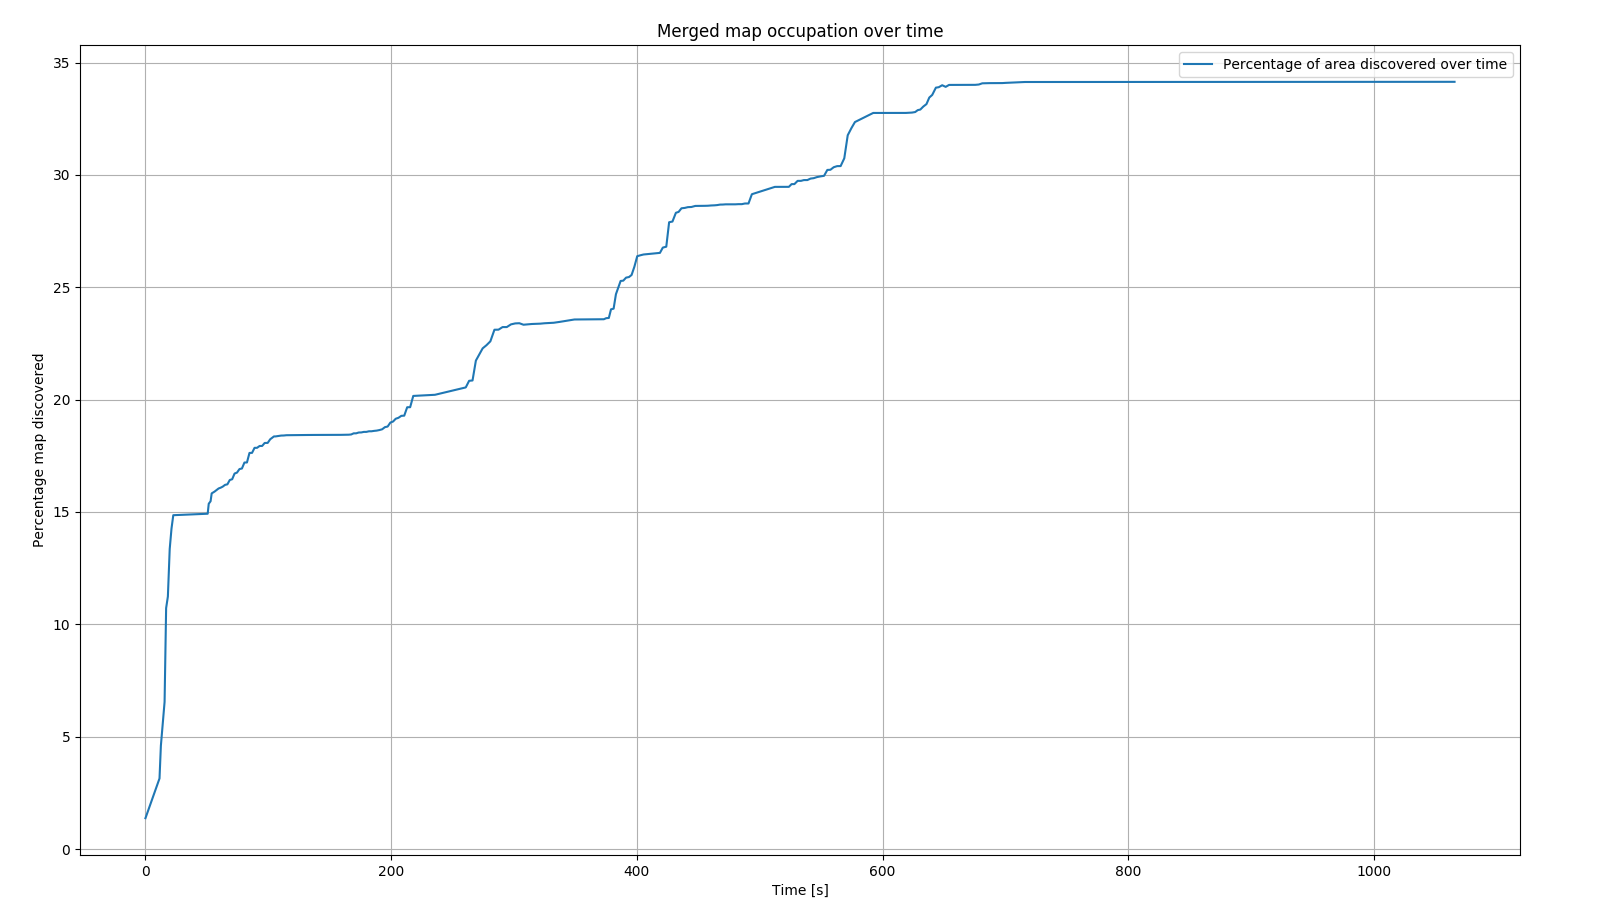 Merged map occupation over time
Percentage of area discovered over time
Percentage map discovered
35
30
25
20
15
10
5
0
0 200 400 600 800 1000
Time [s]